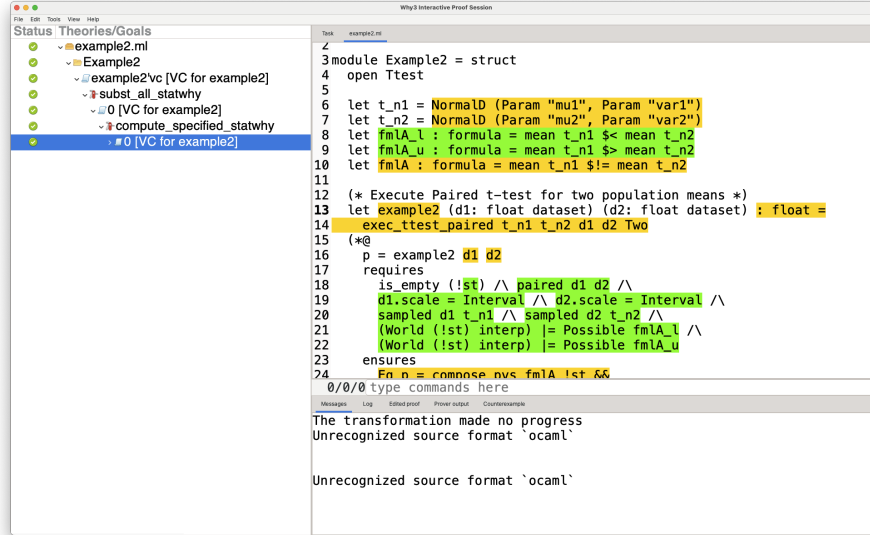 Why3 Interactive Proof Session
File Edit Tools View Help
Status Theories/Goals
example2.ml
Example2
example2'vc [VC for example2]
subst_all_statwhy
0 [VC for example2]
compute_specified_statwhy
0 [VC for example2]
Task example2.ml
2
3 module Example2 = struct
4 open Ttest
5
6 let t_n1 = NormalD (Param "mu1", Param "var1")
7 let t_n2 = NormalD (Param "mu2", Param "var2")
8 let fmlA_l : formula = mean t_n1 $< mean t_n2
9 let fmlA_u : formula = mean t_n1 $> mean t_n2
10 let fmlA : formula = mean t_n1 $!= mean t_n2
11
12 (* Execute Paired t-test for two population means *)
13 let example2 (d1: float dataset) (d2: float dataset) : float =
14 exec_ttest_paired t_n1 t_n2 d1 d2 Two
15 (*@
16 p = example2 d1 d2
17 requires
18 is_empty (!st) /\ paired d1 d2 /\
19 d1.scale = Interval /\ d2.scale = Interval /\
20 sampled d1 t_n1 /\ sampled d2 t_n2 /\
21 (World (!st) interp) |= Possible fmlA_l /\
22 (World (!st) interp) |= Possible fmlA_u
23 ensures
24 Eq p = compose_pvs fmlA !st &&
0/0/0 type commands here
Messages Log Edited proof Prover output Counterexample
The transformation made no progress
Unrecognized source format `ocaml`
Unrecognized source format `ocaml`